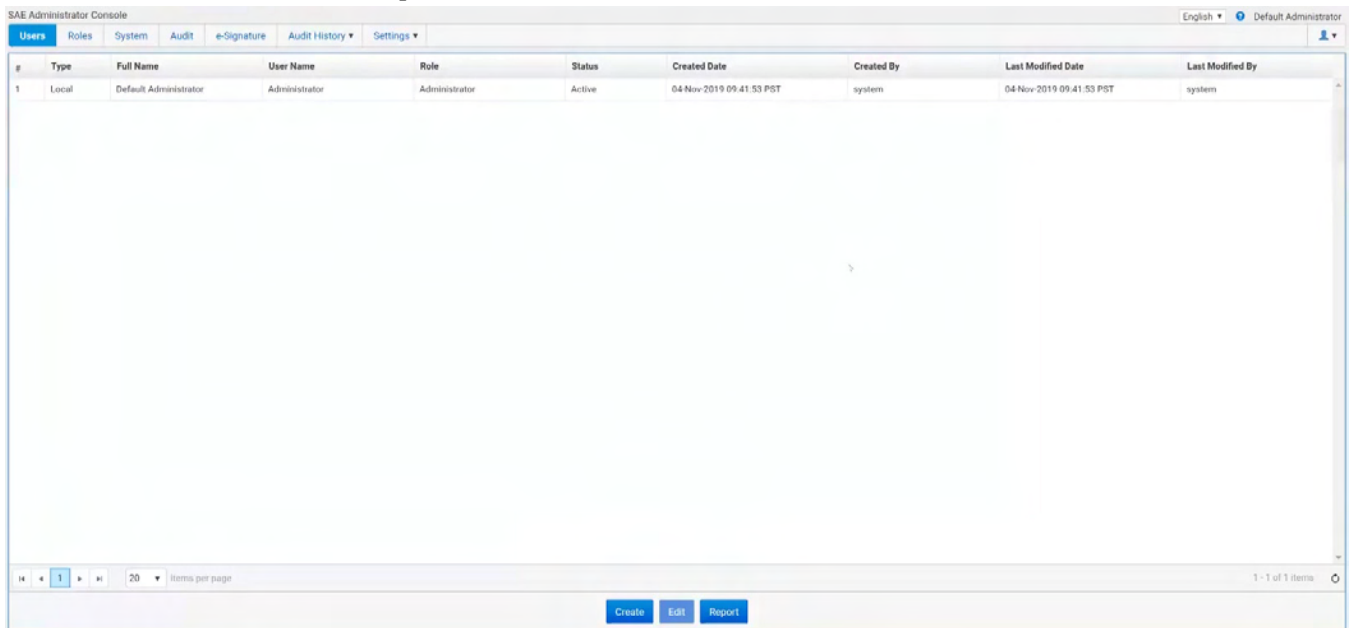 SAE Administrator Console English Default Administrator
Users Roles System Audit e-Signature Audit History Settings
# Type Full Name User Name Role Status Created Date Created By Last Modified Date Last Modified By
1 Local Default Administrator Administrator Administrator Active 04-Nov-2019 09:41:53 PST system 04-Nov-2019 09:41:53 PST system
1 20 items per page 1 - 1 of 1 items
Create Edit Report